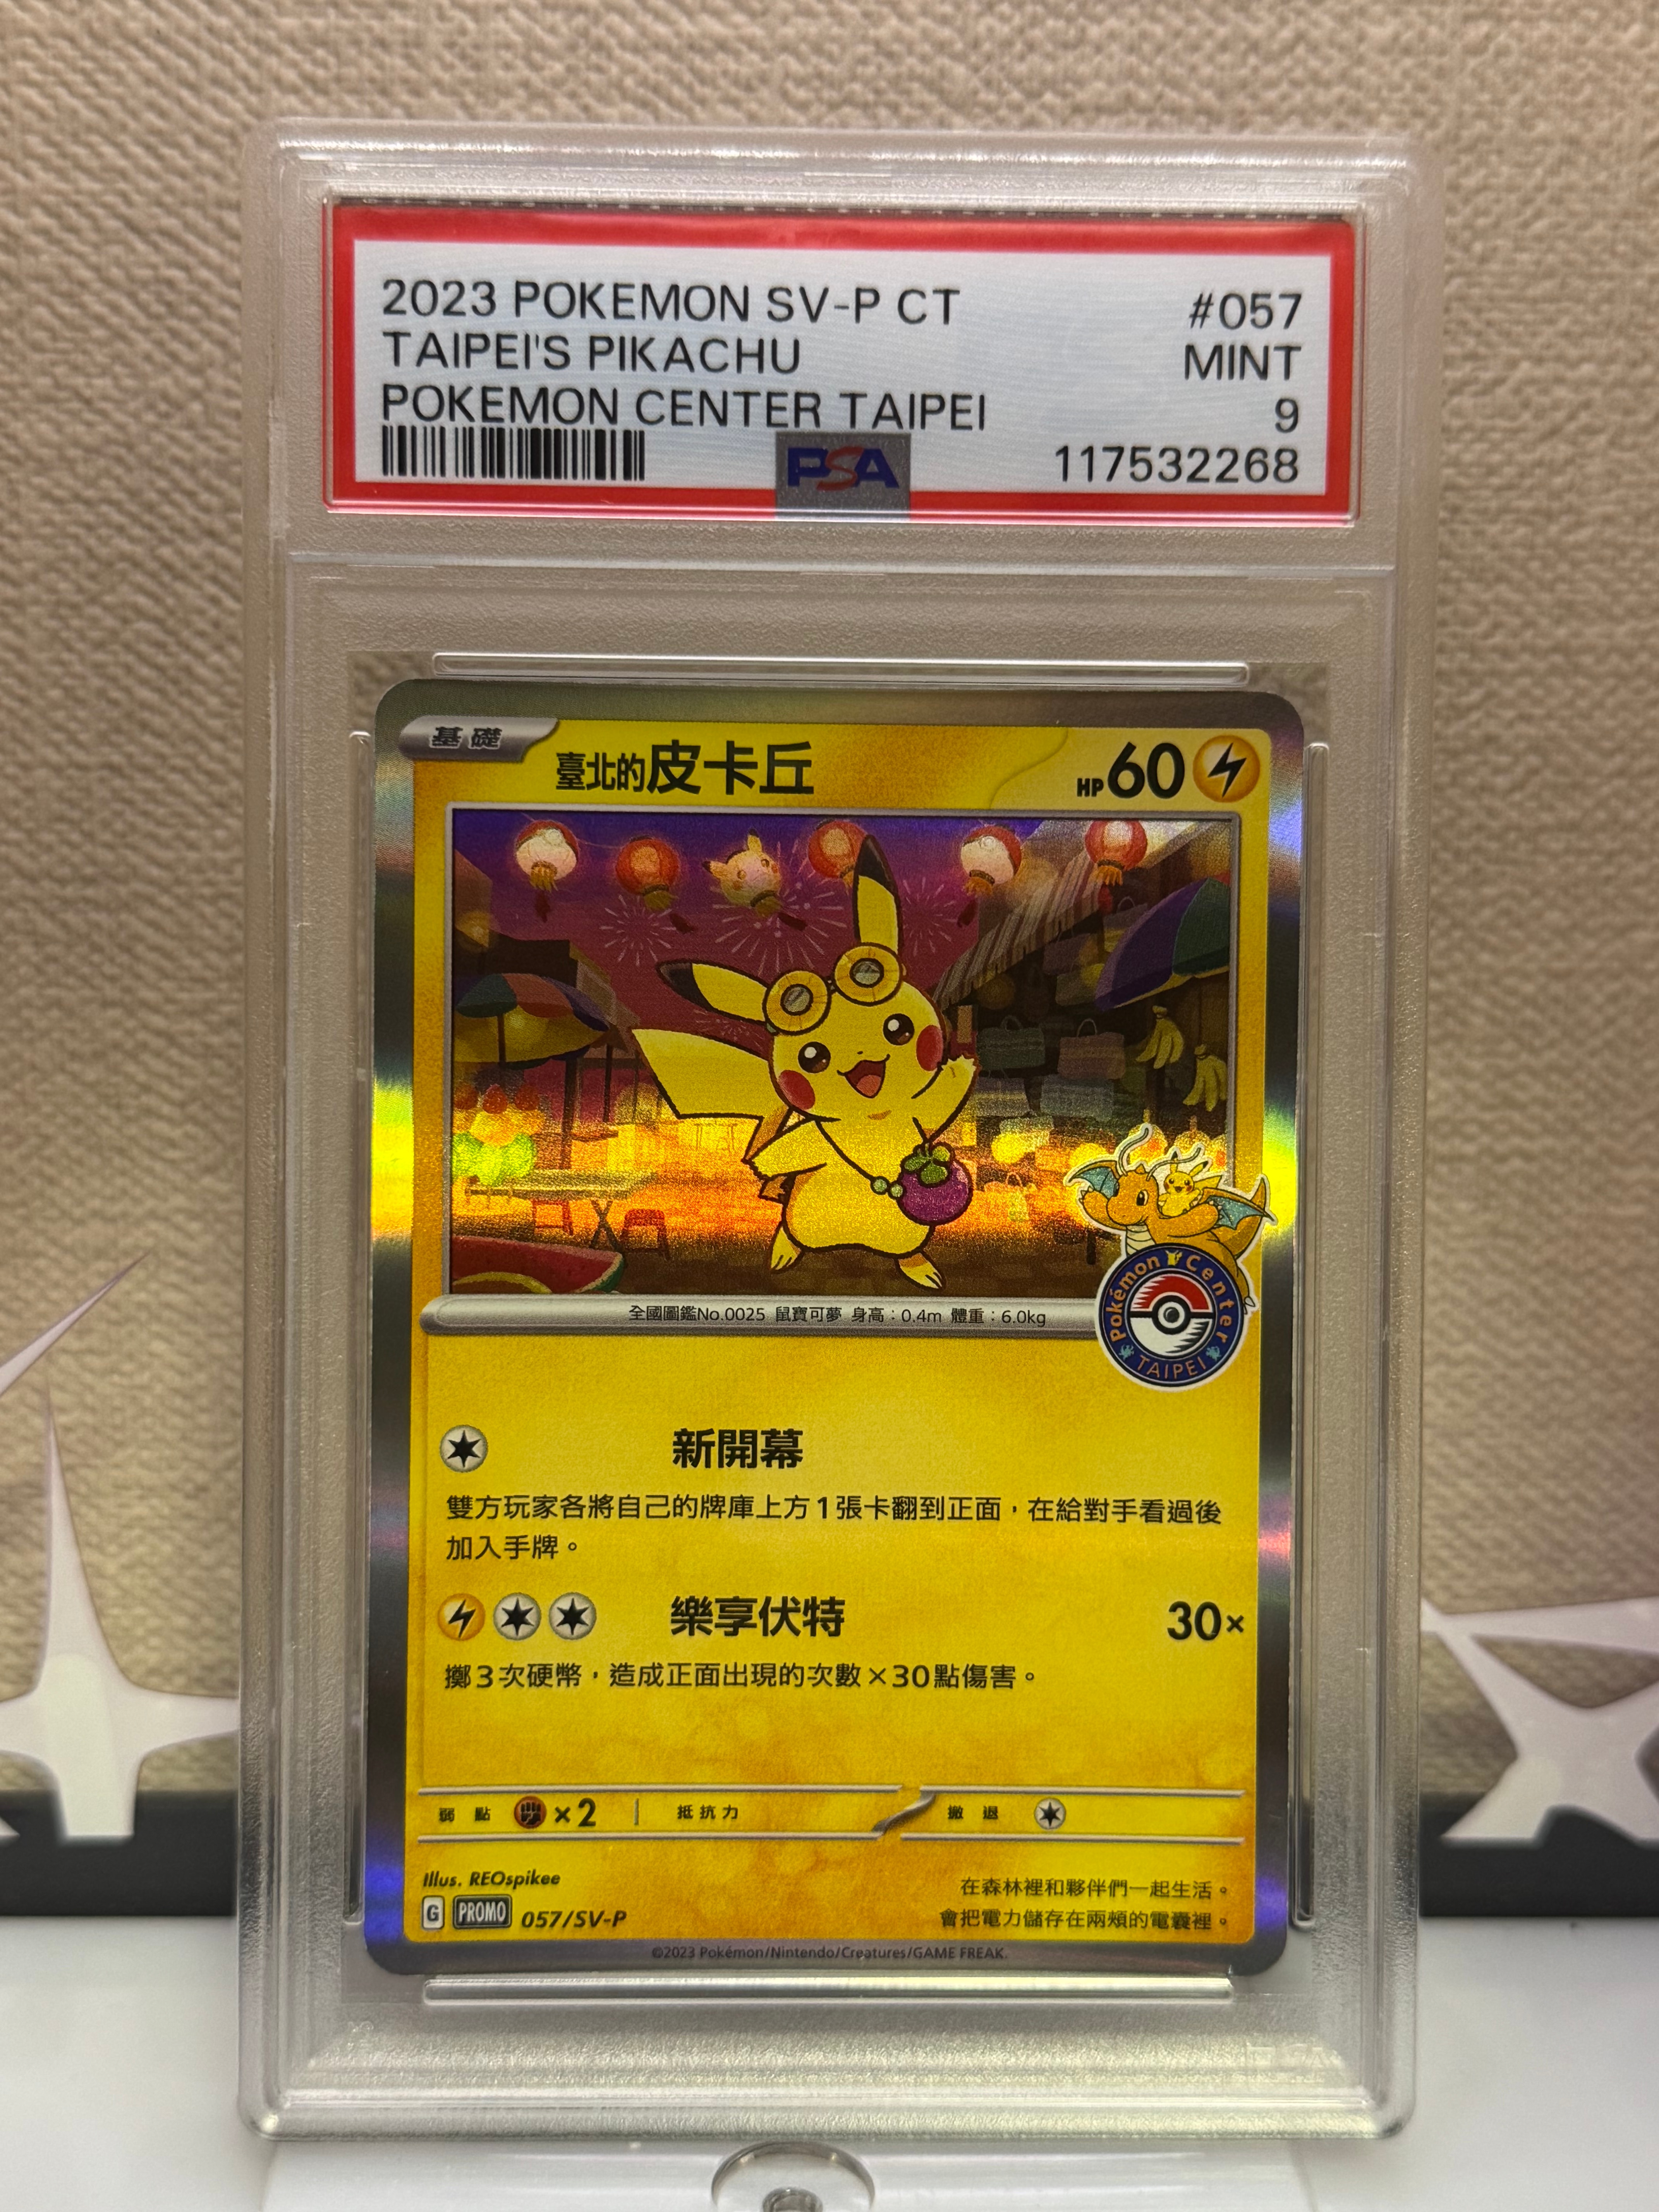 2023 POKEMON SV-P CT #057
TAIPEI'S PIKACHU MINT
POKEMON CENTER TAIPEI 9
PSA 117532268
基礎 臺北的皮卡丘 HP60
全國圖鑑No.0025 鼠寶可夢 身高：0.4m 體重：6.0kg
Pokémon Center
TAIPEI
新開幕
雙方玩家各將自己的牌庫上方1張卡翻到正面，在給對手看過後
加入手牌。
樂享伏特 30×
擲3次硬幣，造成正面出現的次數×30點傷害。
弱點 ×2 抵抗力 撤退
Illus. REOspikee
G PROMO 057/SV-P
在森林裡和夥伴們一起生活。
會把電力儲存在兩頰的電囊裡。
©2023 Pokémon/Nintendo/Creatures/GAME FREAK.